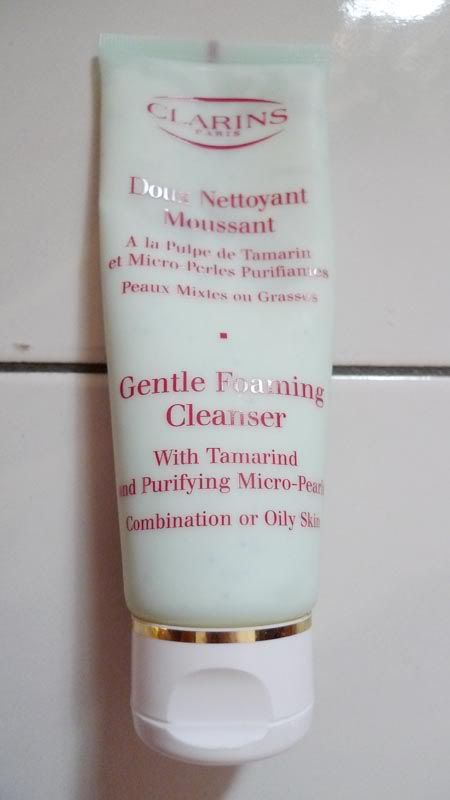 CLARINS
PARIS
Doux Nettoyant
Moussant
A la Pulpe de Tamarin
et Micro-Perles Purifiantes
Peaux Mixtes ou Grasses
Gentle Foaming
Cleanser
With Tamarind
and Purifying Micro-Pearls
Combination or Oily Skin